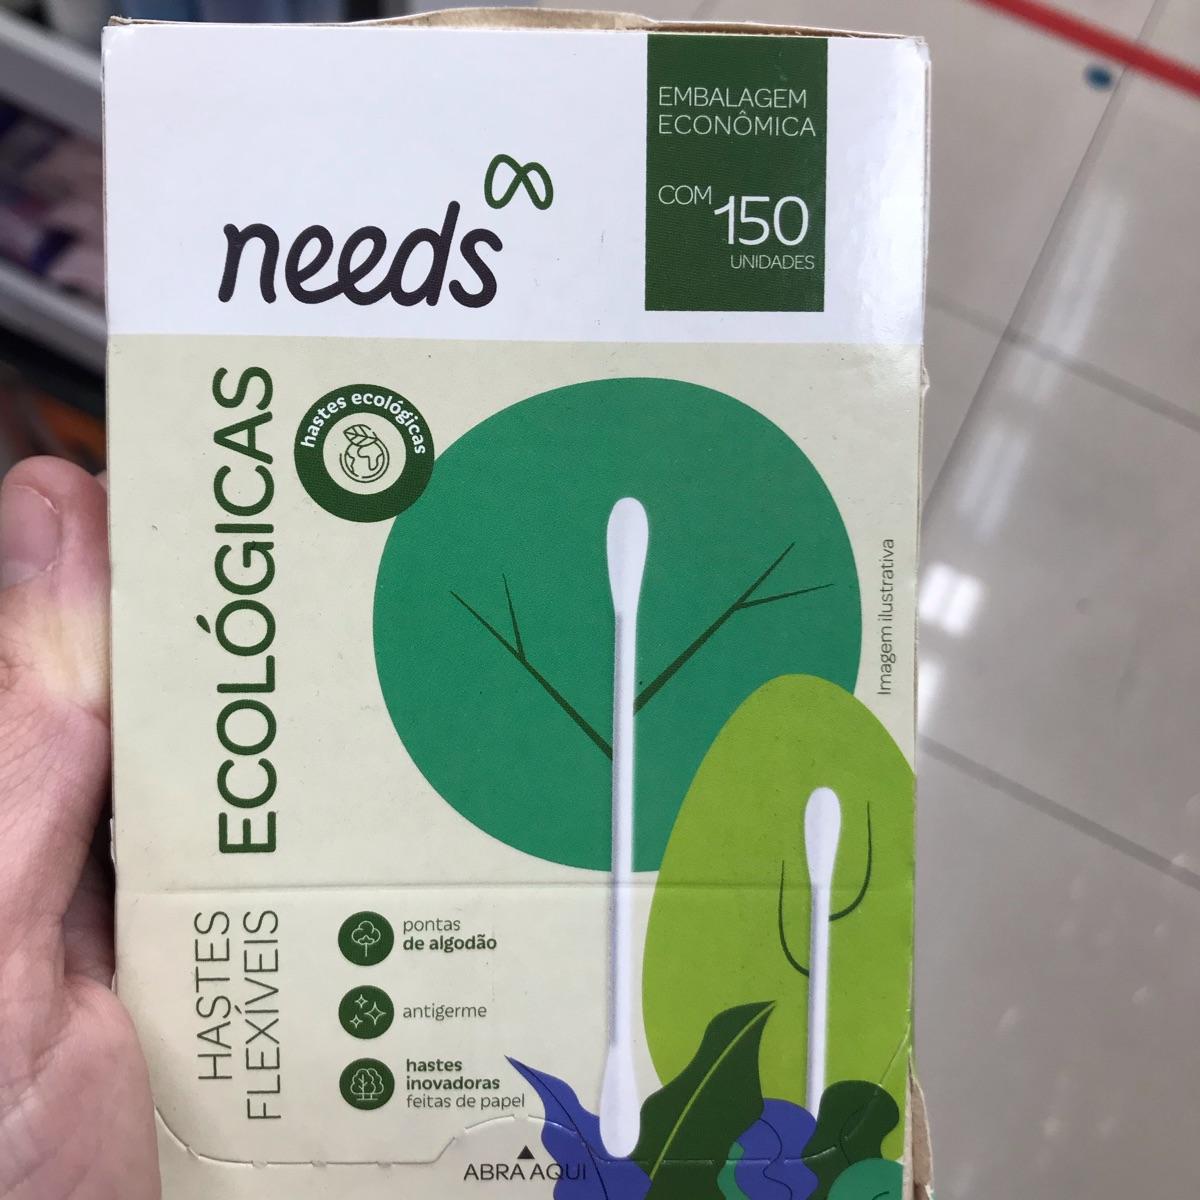 needs
EMBALAGEM
ECONÔMICA
COM 150
UNIDADES
hastes ecológicas
ECOLÓGICAS
HASTES
FLEXÍVEIS
Imagem ilustrativa
pontas
de algodão
antigerme
hastes
inovadoras
feitas de papel
ABRA AQUI